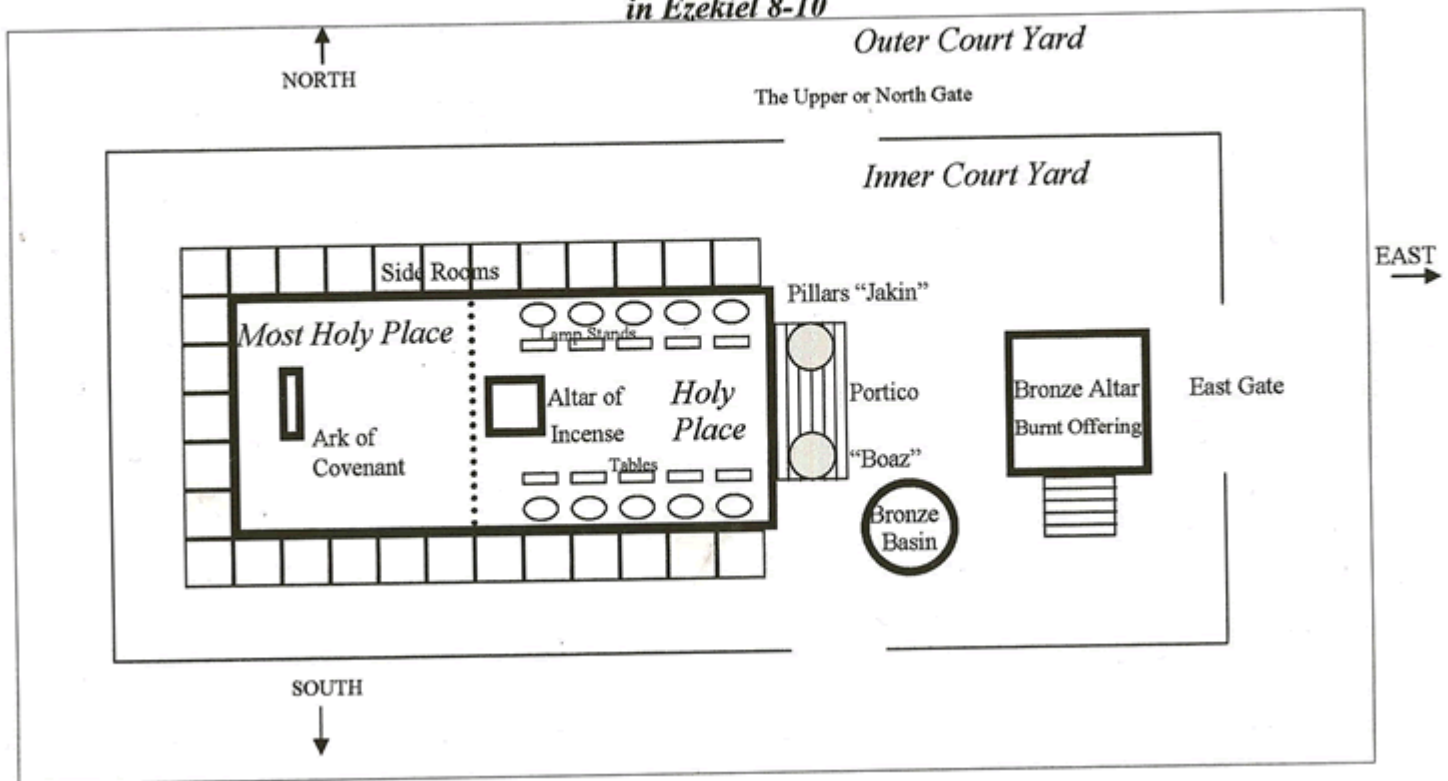 in Ezekiel 8-10
Outer Court Yard
NORTH
The Upper or North Gate
Inner Court Yard
EAST
Side Rooms
Pillars “Jakin”
Most Holy Place
Lamp Stands
Bronze Altar
East Gate
Altar of
Holy
Portico
Incense
Place
Burnt Offering
Ark of
Covenant
Tables
“Boaz”
Bronze
Basin
SOUTH